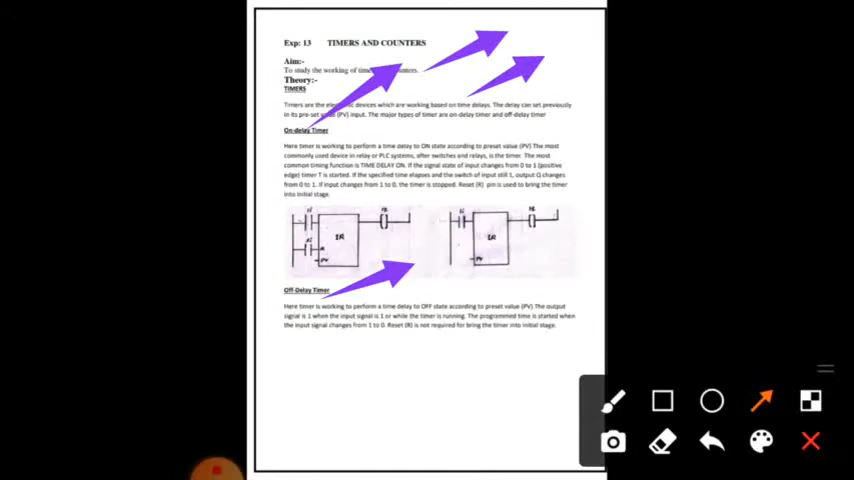 Exp: 13 TIMERS AND COUNTERS
Aim:-
To study the working of
Theory:-
TIMERS
Timers are the devices which are working based on time delays. The delay can set previously
in its pre-set (PV) input. The major types of timer are on-delay timer and off-delay timer
On-delay Timer
Here timer is working to perform a time delay to ON state according to preset value (PV) The most
commonly used device in relay or PLC systems, after switches and relays, is the timer. The most
common timing function is TIME DELAY ON. If the signal state of input changes from 0 to 1 (positive
edge) timer T is started. If the specified time elapses and the switch of input still 1, output Q changes
from 0 to 1. If input changes from 1 to 0, the timer is stopped. Reset (R) pin is used to bring the timer
into initial stage.
Off-Delay Timer
Here timer is working to perform a time delay to OFF state according to preset value (PV) The output
signal is 1 when the input signal is 1 or while the timer is running. The programmed time is started when
the input signal changes from 1 to 0. Reset (R) is not required for bring the timer into initial stage.